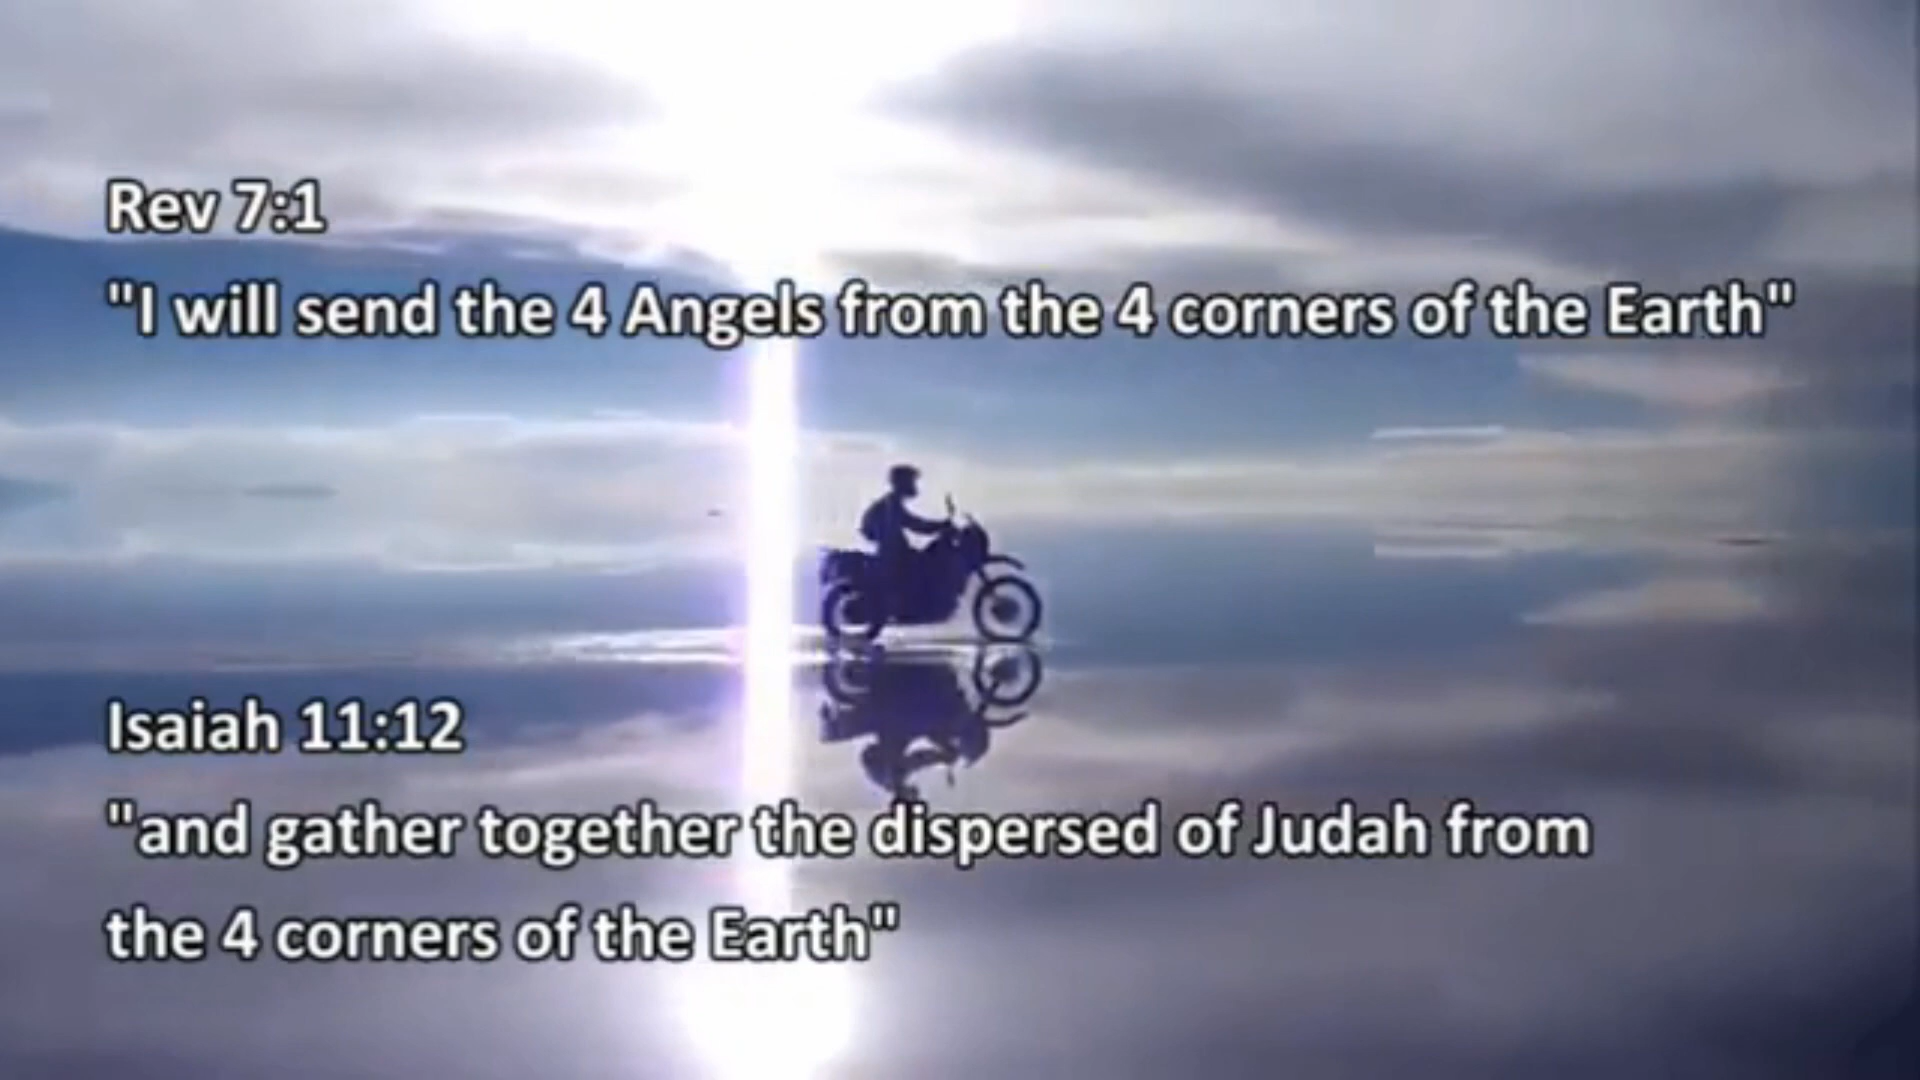 Rev 7:1
"I will send the 4 Angels from the 4 corners of the Earth"
Isaiah 11:12
"and gather together the dispersed of Judah from
the 4 corners of the Earth"